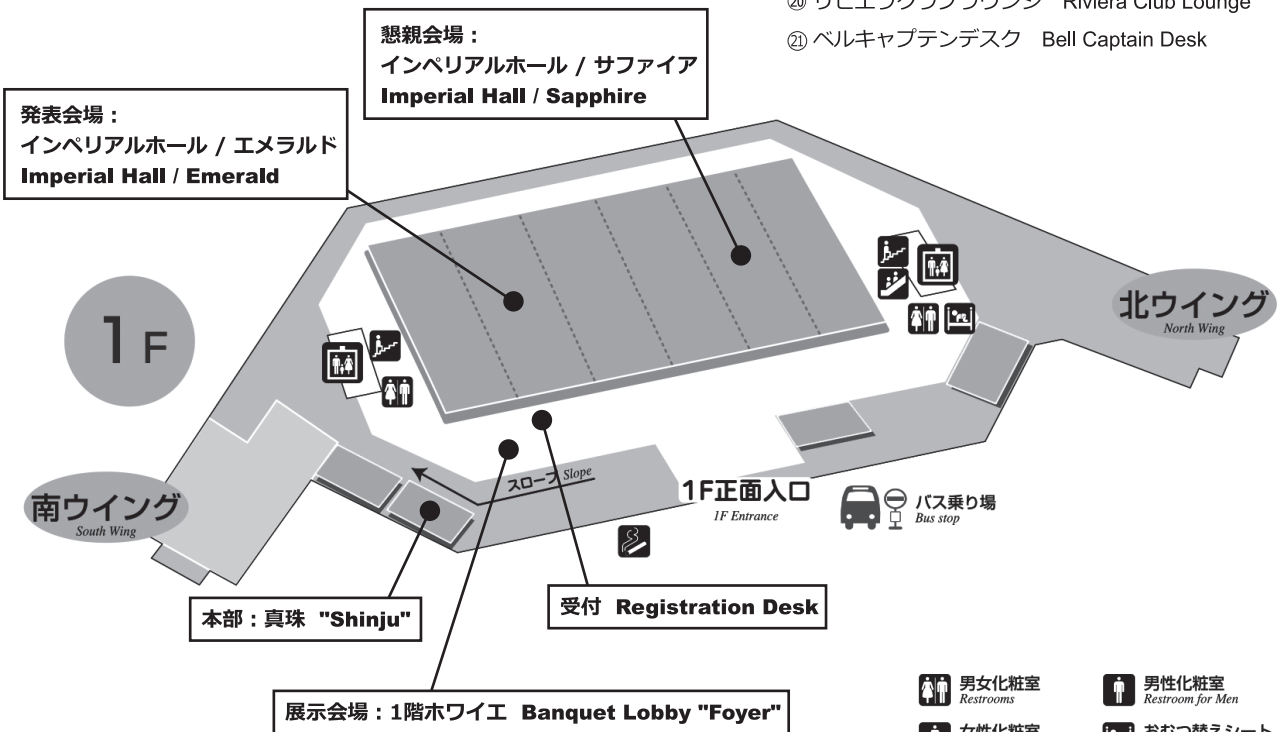 ⑳ リビエラクラブラウンジ Riviera Club Lounge
㉑ ベルキャプテンデスク Bell Captain Desk
懇親会場：
インペリアルホール / サファイア
Imperial Hall / Sapphire
発表会場：
インペリアルホール / エメラルド
Imperial Hall / Emerald
1F
北ウイング
North Wing
南ウイング
South Wing
スロープ Slope
1F正面入口
1F Entrance
バス乗り場
Bus stop
本部：真珠 "Shinju"
受付 Registration Desk
展示会場：1階ホワイエ Banquet Lobby "Foyer"
男女化粧室
Restrooms
男性化粧室
Restroom for Men
女性化粧室
おむつ替えシート